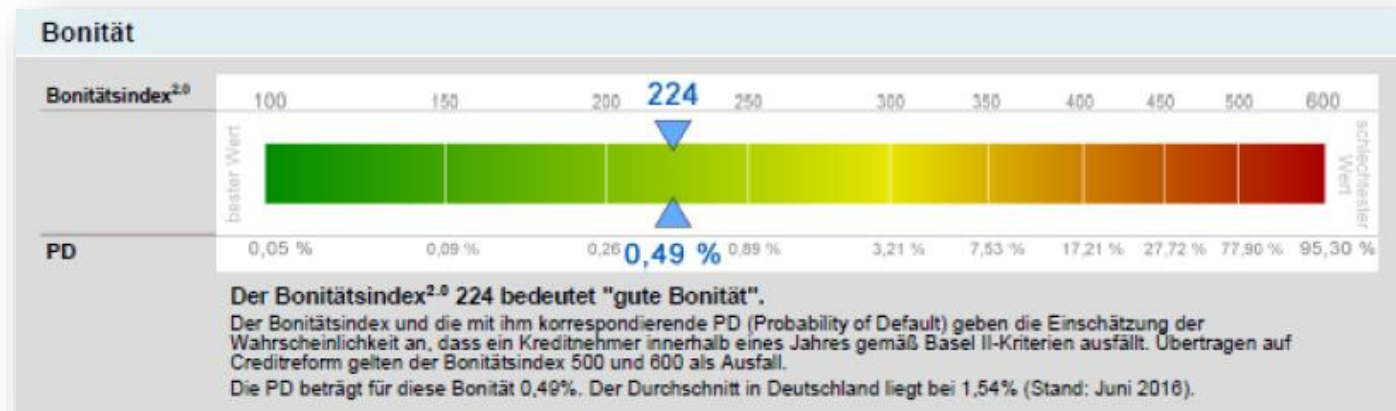 Bonität
Bonitätsindex2.0 100 150 200 224 250 300 350 400 450 500 600
bester Wert
schlechtester Wert
PD 0,05 % 0,09 % 0,26 0,49 % 0,89 % 3,21 % 7,53 % 17,21 % 27,72 % 77,90 % 95,30 %
Der Bonitätsindex2.0 224 bedeutet "gute Bonität".
Der Bonitätsindex und die mit ihm korrespondierende PD (Probability of Default) geben die Einschätzung der
Wahrscheinlichkeit an, dass ein Kreditnehmer innerhalb eines Jahres gemäß Basel II-Kriterien ausfällt. Übertragen auf
Creditreform gelten der Bonitätsindex 500 und 600 als Ausfall.
Die PD beträgt für diese Bonität 0,49%. Der Durchschnitt in Deutschland liegt bei 1,54% (Stand: Juni 2016).